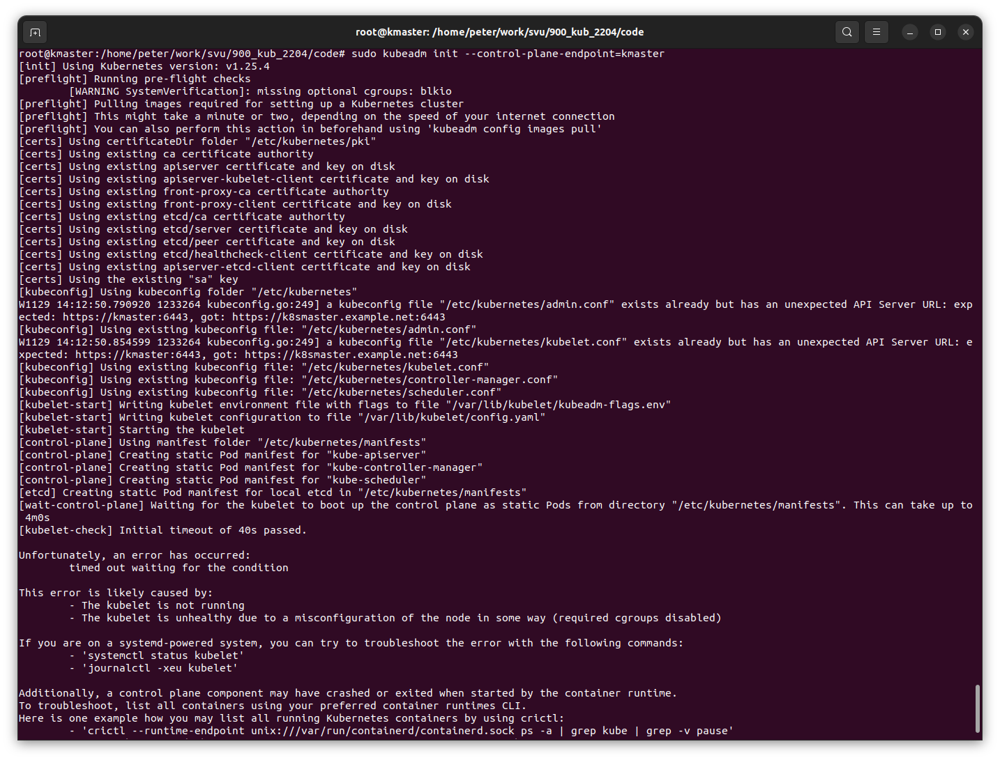 root@kmaster: /home/peter/work/svu/900_kub_2204/code
root@kmaster:/home/peter/work/svu/900_kub_2204/code# sudo kubeadm init --control-plane-endpoint=kmaster
[init] Using Kubernetes version: v1.25.4
[preflight] Running pre-flight checks
        [WARNING SystemVerification]: missing optional cgroups: blkio
[preflight] Pulling images required for setting up a Kubernetes cluster
[preflight] This might take a minute or two, depending on the speed of your internet connection
[preflight] You can also perform this action in beforehand using 'kubeadm config images pull'
[certs] Using certificateDir folder "/etc/kubernetes/pki"
[certs] Using existing ca certificate authority
[certs] Using existing apiserver certificate and key on disk
[certs] Using existing apiserver-kubelet-client certificate and key on disk
[certs] Using existing front-proxy-ca certificate authority
[certs] Using existing front-proxy-client certificate and key on disk
[certs] Using existing etcd/ca certificate authority
[certs] Using existing etcd/server certificate and key on disk
[certs] Using existing etcd/peer certificate and key on disk
[certs] Using existing etcd/healthcheck-client certificate and key on disk
[certs] Using existing apiserver-etcd-client certificate and key on disk
[certs] Using the existing "sa" key
[kubeconfig] Using kubeconfig folder "/etc/kubernetes"
W1129 14:12:50.790920 1233264 kubeconfig.go:249] a kubeconfig file "/etc/kubernetes/admin.conf" exists already but has an unexpected API Server URL: exp
ected: https://kmaster:6443, got: https://k8smaster.example.net:6443
[kubeconfig] Using existing kubeconfig file: "/etc/kubernetes/admin.conf"
W1129 14:12:50.854599 1233264 kubeconfig.go:249] a kubeconfig file "/etc/kubernetes/kubelet.conf" exists already but has an unexpected API Server URL: e
xpected: https://kmaster:6443, got: https://k8smaster.example.net:6443
[kubeconfig] Using existing kubeconfig file: "/etc/kubernetes/kubelet.conf"
[kubeconfig] Using existing kubeconfig file: "/etc/kubernetes/controller-manager.conf"
[kubeconfig] Using existing kubeconfig file: "/etc/kubernetes/scheduler.conf"
[kubelet-start] Writing kubelet environment file with flags to file "/var/lib/kubelet/kubeadm-flags.env"
[kubelet-start] Writing kubelet configuration to file "/var/lib/kubelet/config.yaml"
[kubelet-start] Starting the kubelet
[control-plane] Using manifest folder "/etc/kubernetes/manifests"
[control-plane] Creating static Pod manifest for "kube-apiserver"
[control-plane] Creating static Pod manifest for "kube-controller-manager"
[control-plane] Creating static Pod manifest for "kube-scheduler"
[etcd] Creating static Pod manifest for local etcd in "/etc/kubernetes/manifests"
[wait-control-plane] Waiting for the kubelet to boot up the control plane as static Pods from directory "/etc/kubernetes/manifests". This can take up to
 4m0s
[kubelet-check] Initial timeout of 40s passed.

Unfortunately, an error has occurred:
        timed out waiting for the condition

This error is likely caused by:
        - The kubelet is not running
        - The kubelet is unhealthy due to a misconfiguration of the node in some way (required cgroups disabled)

If you are on a systemd-powered system, you can try to troubleshoot the error with the following commands:
        - 'systemctl status kubelet'
        - 'journalctl -xeu kubelet'

Additionally, a control plane component may have crashed or exited when started by the container runtime.
To troubleshoot, list all containers using your preferred container runtimes CLI.
Here is one example how you may list all running Kubernetes containers by using crictl:
        - 'crictl --runtime-endpoint unix:///var/run/containerd/containerd.sock ps -a | grep kube | grep -v pause'